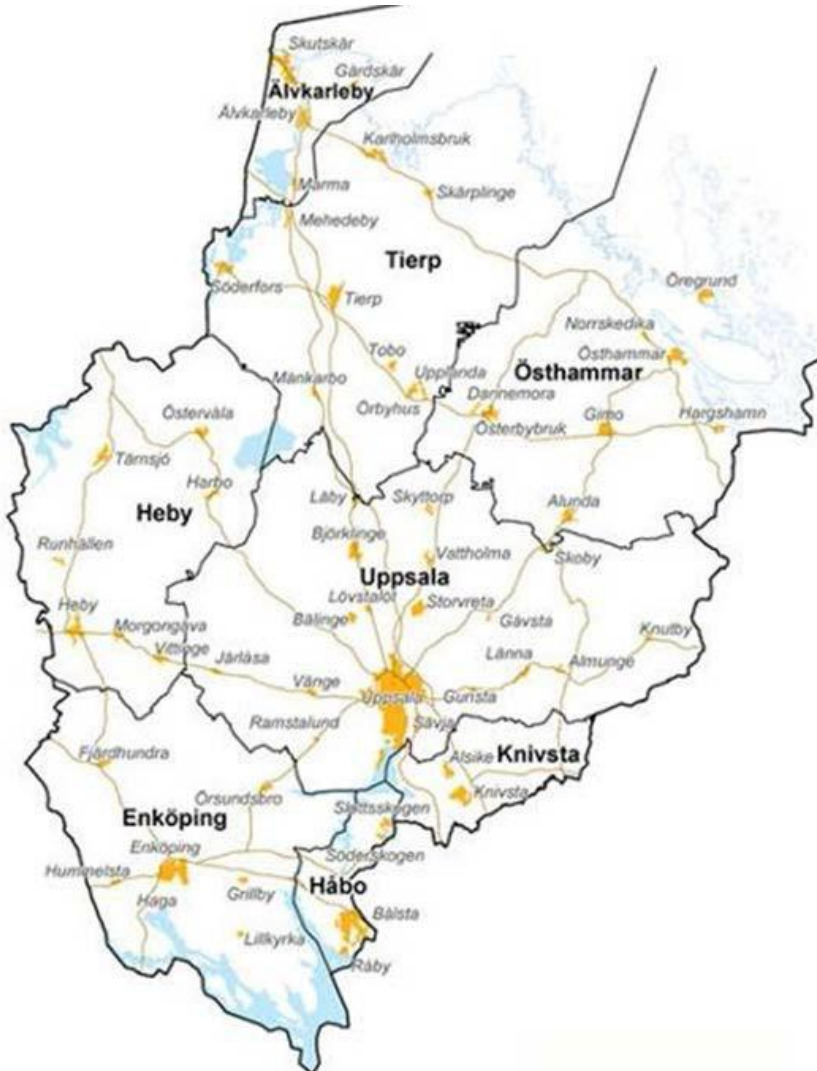 Skutskär
Gårdskär
Älvkarleby
Älvkarleby
Karlholmsbruk
Marma
Skärplinge
Mehedeby
Tierp
Söderfors
Öregrund
Tierp
Norrskedika
Östhammar
Tobo
Östhammar
Månkarbo
Upplanda
Örbyhus
Dannemora
Östervåla
Österbybruk
Gimo
Hargshamn
Tärnsjö
Harbo
Läby
Skyttorp
Alunda
Heby
Björklinge
Runhällen
Vattholma
Skoby
Uppsala
Lövstalöt
Storvreta
Heby
Bälinge
Gåvsta
Morgongåva
Knutby
Vittinge
Järlåsa
Länna
Almunge
Vänge
Uppsala
Gunsta
Ramstalund
Sävja
Fjärdhundra
Alsike
Knivsta
Örsundsbro
Knivsta
Slottsskogen
Enköping
Enköping
Söderskogen
Hummelsta
Grillby
Håbo
Haga
Bålsta
Lillkyrka
Råby